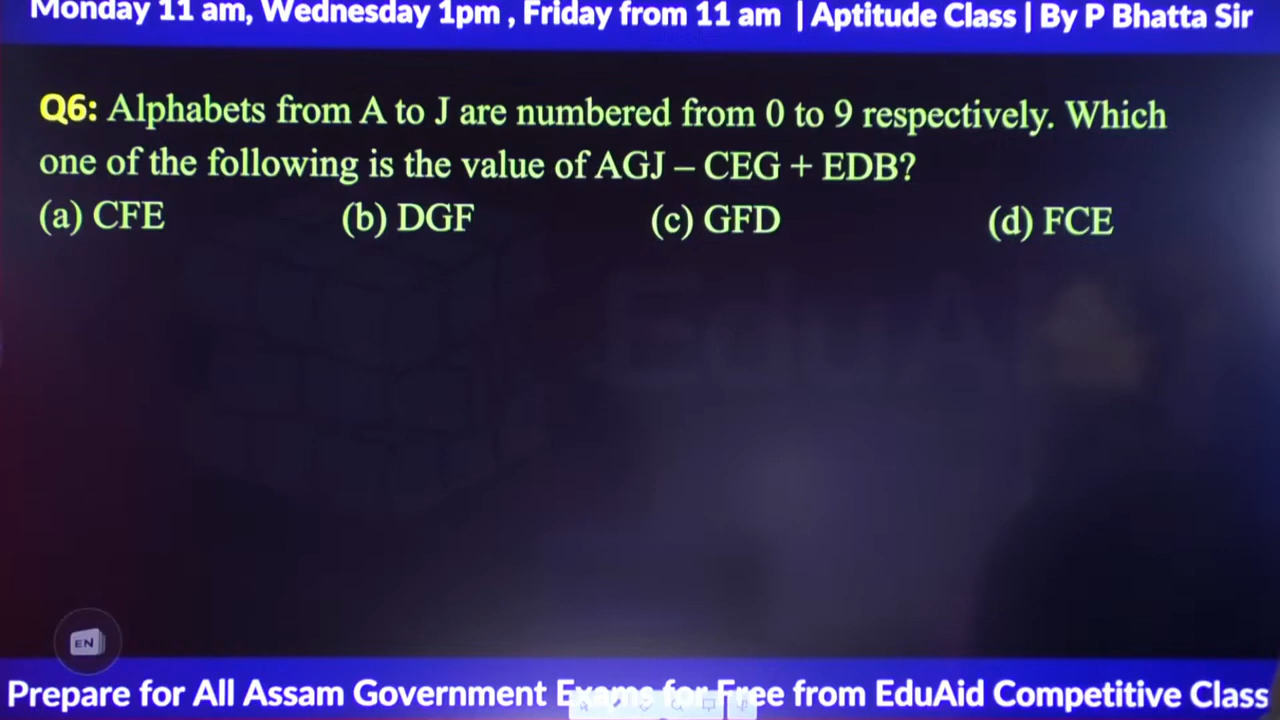 Monday 11 am, Wednesday 1pm , Friday from 11 am | Aptitude Class | By P Bhatta Sir
Q6: Alphabets from A to J are numbered from 0 to 9 respectively. Which
one of the following is the value of AGJ – CEG + EDB?
(a) CFE (b) DGF (c) GFD (d) FCE
EduA
EN
Prepare for All Assam Government Exams for Free from EduAid Competitive Class